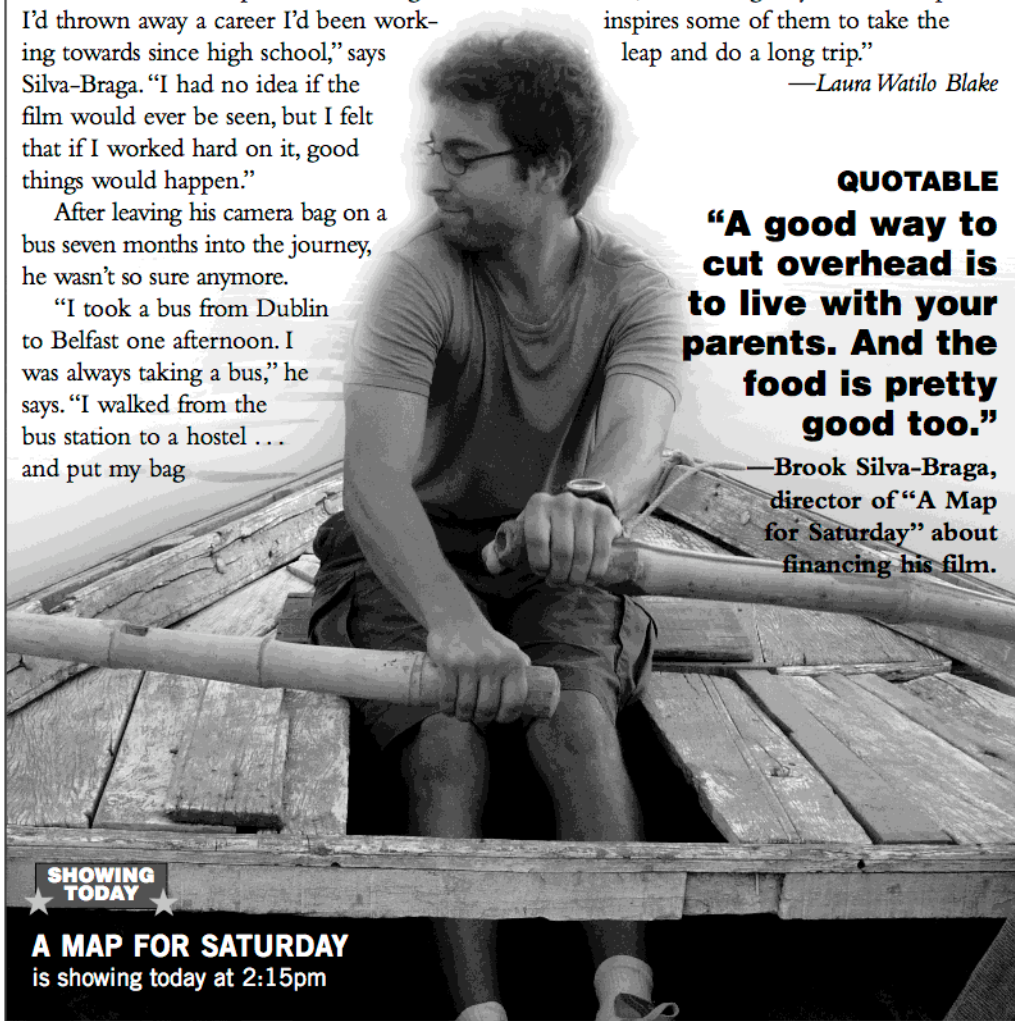 I'd thrown away a career I'd been work-
ing towards since high school," says
Silva-Braga. "I had no idea if the
film would ever be seen, but I felt
that if I worked hard on it, good
things would happen."
After leaving his camera bag on a
bus seven months into the journey,
he wasn't so sure anymore.
"I took a bus from Dublin
to Belfast one afternoon. I
was always taking a bus," he
says. "I walked from the
bus station to a hostel . . .
and put my bag
inspires some of them to take the
leap and do a long trip."
—Laura Watilo Blake
QUOTABLE
"A good way to
cut overhead is
to live with your
parents. And the
food is pretty
good too."
—Brook Silva-Braga,
director of "A Map
for Saturday" about
financing his film.
SHOWING
TODAY
A MAP FOR SATURDAY
is showing today at 2:15pm